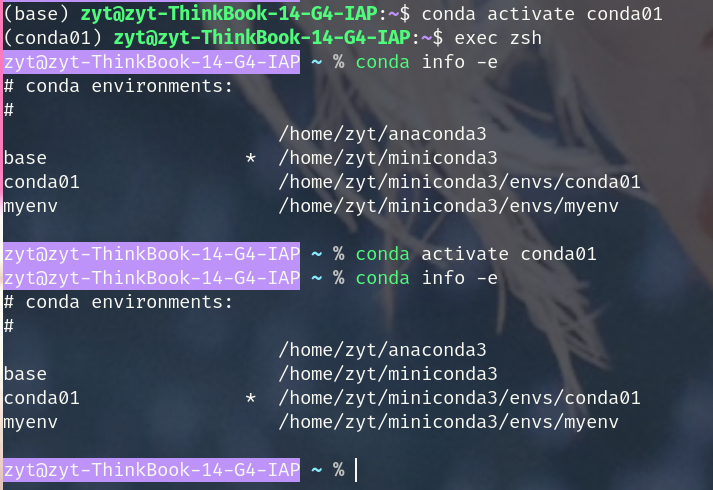 (base) zyt@zyt-ThinkBook-14-G4-IAP:~$ conda activate conda01
(conda01) zyt@zyt-ThinkBook-14-G4-IAP:~$ exec zsh
zyt@zyt-ThinkBook-14-G4-IAP ~ % conda info -e
# conda environments:
#
/home/zyt/anaconda3
base * /home/zyt/miniconda3
conda01 /home/zyt/miniconda3/envs/conda01
myenv /home/zyt/miniconda3/envs/myenv
zyt@zyt-ThinkBook-14-G4-IAP ~ % conda activate conda01
zyt@zyt-ThinkBook-14-G4-IAP ~ % conda info -e
# conda environments:
#
/home/zyt/anaconda3
base /home/zyt/miniconda3
conda01 * /home/zyt/miniconda3/envs/conda01
myenv /home/zyt/miniconda3/envs/myenv
zyt@zyt-ThinkBook-14-G4-IAP ~ %